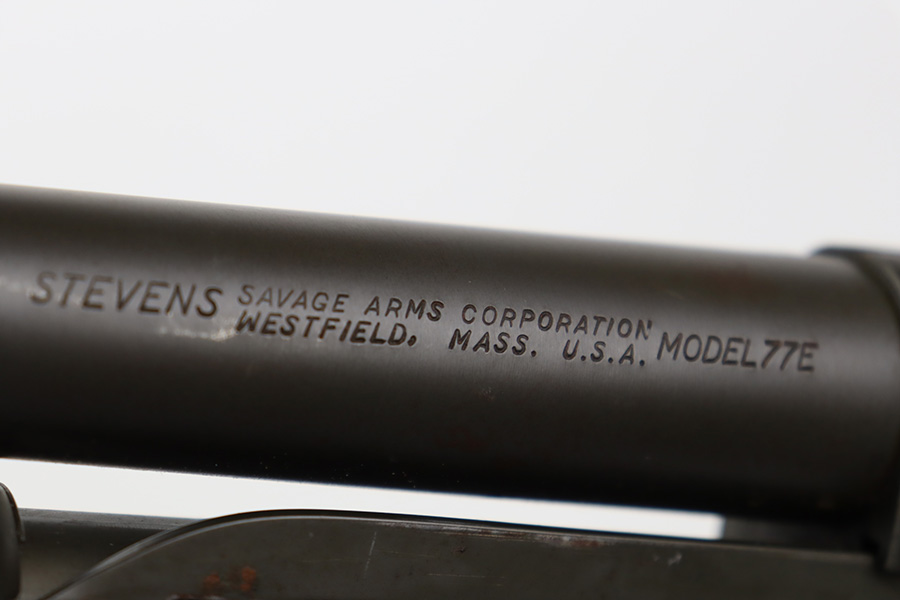 STEVENS SAVAGE ARMS CORPORATION MODEL77E
WESTFIELD, MASS. U.S.A.